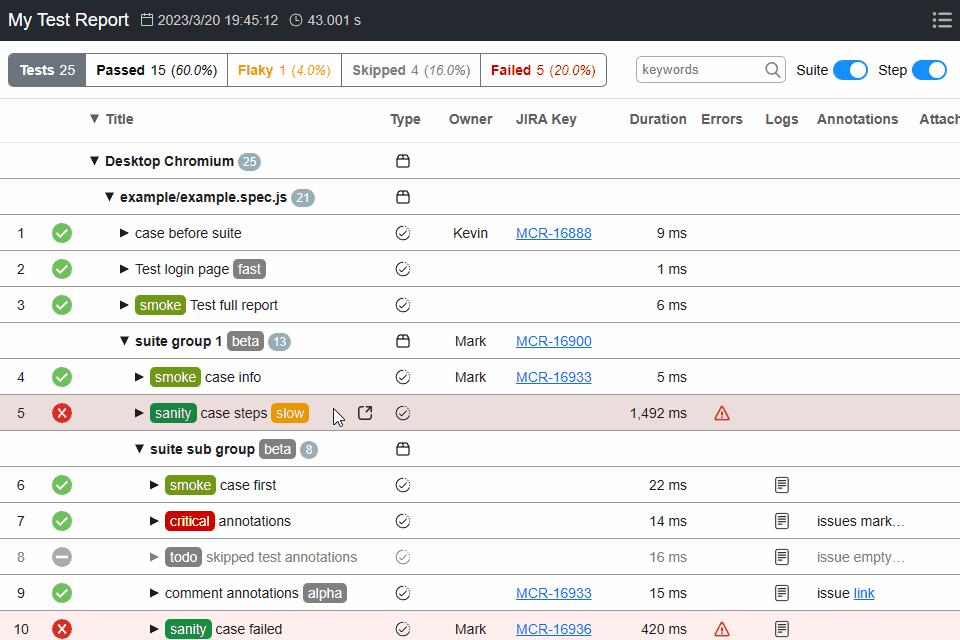 My Test Report 2023/3/20 19:45:12 43.001 s
Tests 25 Passed 15 (60.0%) Flaky 1 (4.0%) Skipped 4 (16.0%) Failed 5 (20.0%) keywords Suite Step
▼ Title Type Owner JIRA Key Duration Errors Logs Annotations Attach
▼ Desktop Chromium 25
▼ example/example.spec.js 21
1 ▶ case before suite Kevin MCR-16888 9 ms
2 ▶ Test login page fast 1 ms
3 ▶ smoke Test full report 6 ms
▼ suite group 1 beta 13 Mark MCR-16900
4 ▶ smoke case info Mark MCR-16933 5 ms
5 ▶ sanity case steps slow 1,492 ms
▼ suite sub group beta 8
6 ▶ smoke case first 22 ms
7 ▶ critical annotations 14 ms issues mark…
8 ▶ todo skipped test annotations 16 ms issue empty…
9 ▶ comment annotations alpha MCR-16933 15 ms issue link
10 ▶ sanity case failed Mark MCR-16936 420 ms